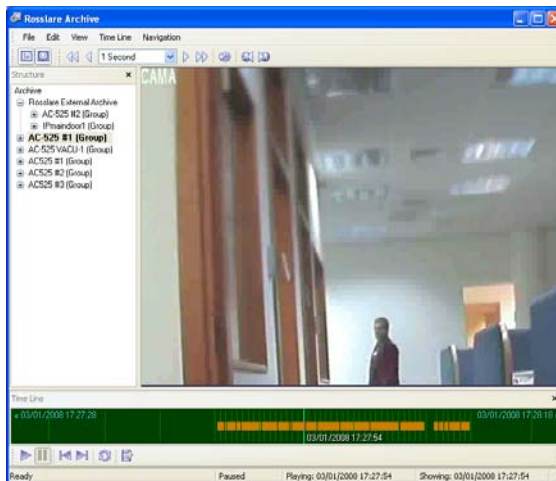 Rosslare Archive
File Edit View Time Line Navigation
1 Second
Structure
CAMA
Archive
Rosslare External Archive
AC-525 #2 (Group)
IPmaindoor1 (Group)
AC-525 #1 (Group)
AC-525 VACU-1 (Group)
AC525 #1 (Group)
AC525 #2 (Group)
AC525 #3 (Group)
Time Line
03/01/2008 17:27:28
03/01/2008 17:28:18
03/01/2008 17:27:54
Ready Paused Playing: 03/01/2008 17:27:54 Showing: 03/01/2008 17:27:54